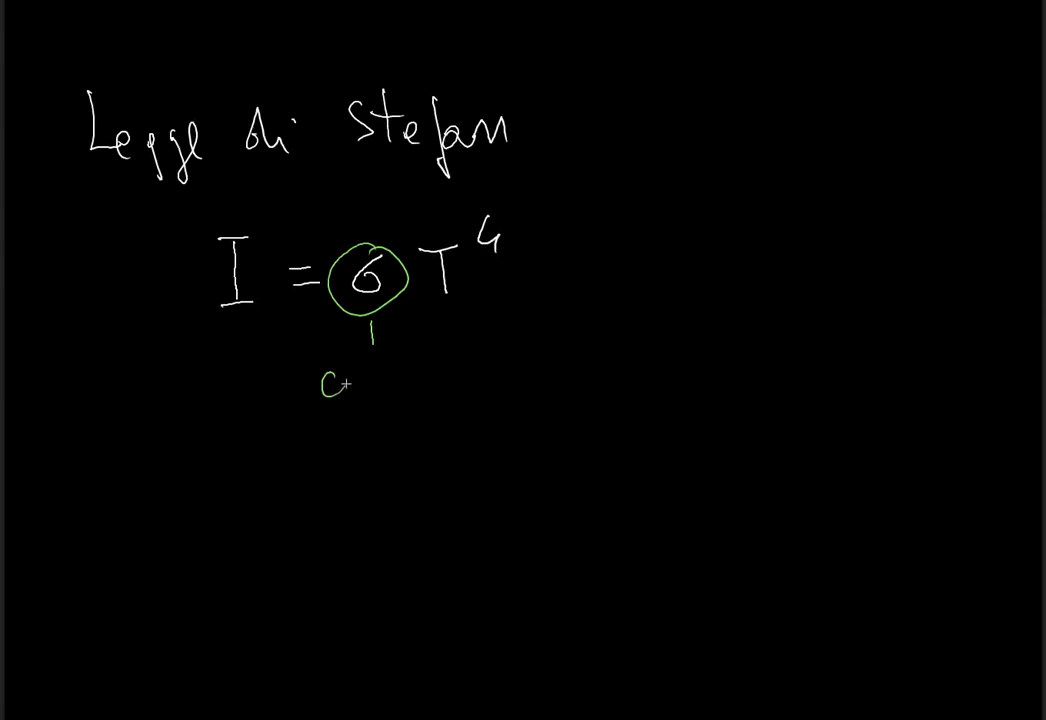 Legge di Stefan
I = σ T⁴
C